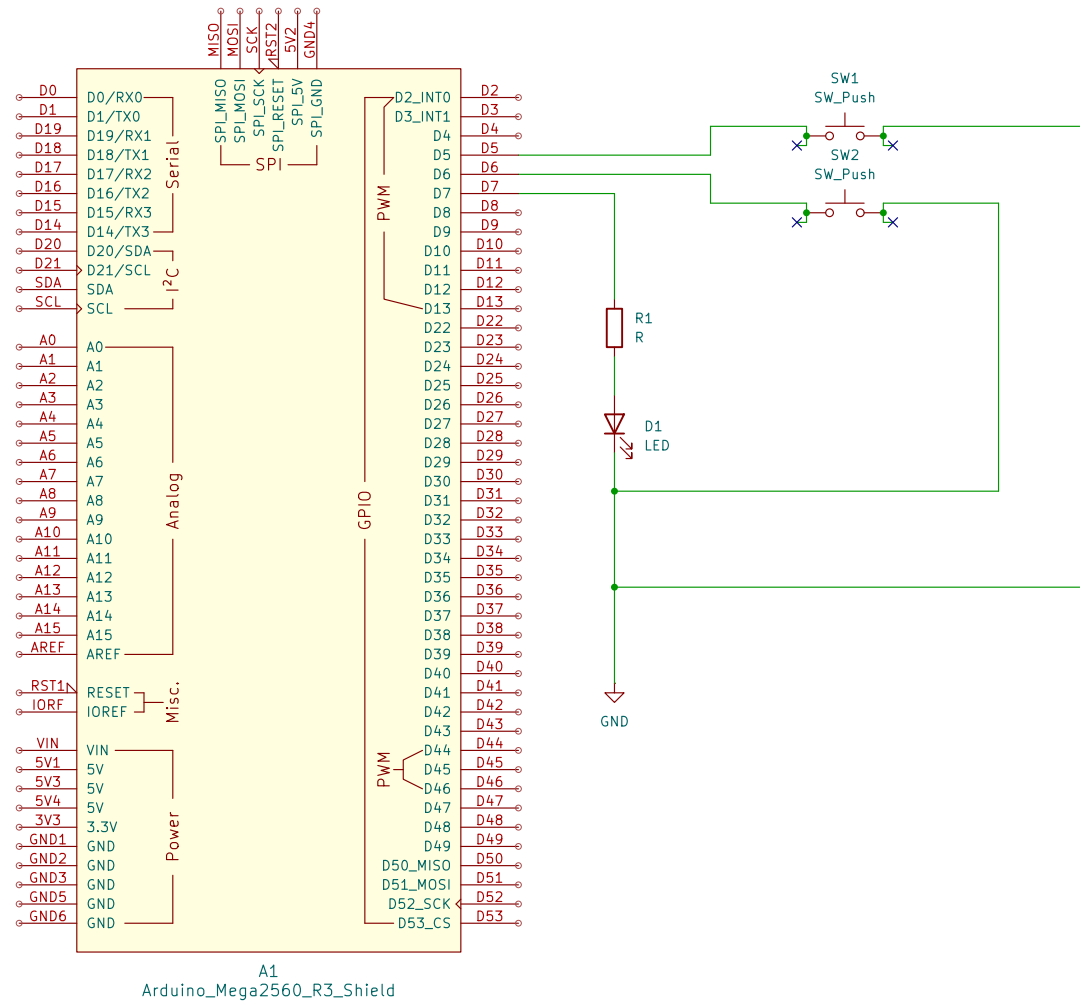 MISO MOSI SCK RST2 5V2 GND4
SPI_MISO SPI_MOSI SPI_SCK SPI_RESET SPI_5V SPI_GND
SPI
D0 D0/RX0
D1 D1/TX0
D19 D19/RX1
D18 D18/TX1
D17 D17/RX2
D16 D16/TX2
D15 D15/RX3
D14 D14/TX3
Serial
D20 D20/SDA
D21 D21/SCL
SDA SDA
SCL SCL
I²C
A0 A0
A1 A1
A2 A2
A3 A3
A4 A4
A5 A5
A6 A6
A7 A7
A8 A8
A9 A9
A10 A10
A11 A11
A12 A12
A13 A13
A14 A14
A15 A15
AREF AREF
Analog
RST1 RESET
IORF IOREF
Misc.
VIN VIN
5V1 5V
5V3 5V
5V4 5V
3V3 3.3V
GND1 GND
GND2 GND
GND3 GND
GND5 GND
GND6 GND
Power
D2_INT0 D2
D3_INT1 D3
D4 D4
D5 D5
D6 D6
D7 D7
D8 D8
D9 D9
D10 D10
D11 D11
D12 D12
D13 D13
PWM
D22 D22
D23 D23
D24 D24
D25 D25
D26 D26
D27 D27
D28 D28
D29 D29
D30 D30
D31 D31
D32 D32
D33 D33
D34 D34
D35 D35
D36 D36
D37 D37
D38 D38
D39 D39
D40 D40
D41 D41
D42 D42
D43 D43
D44 D44
D45 D45
D46 D46
PWM
D47 D47
D48 D48
D49 D49
D50_MISO D50
D51_MOSI D51
D52_SCK D52
D53_CS D53
GPIO
A1
Arduino_Mega2560_R3_Shield
SW1
SW_Push
SW2
SW_Push
R1
R
D1
LED
GND